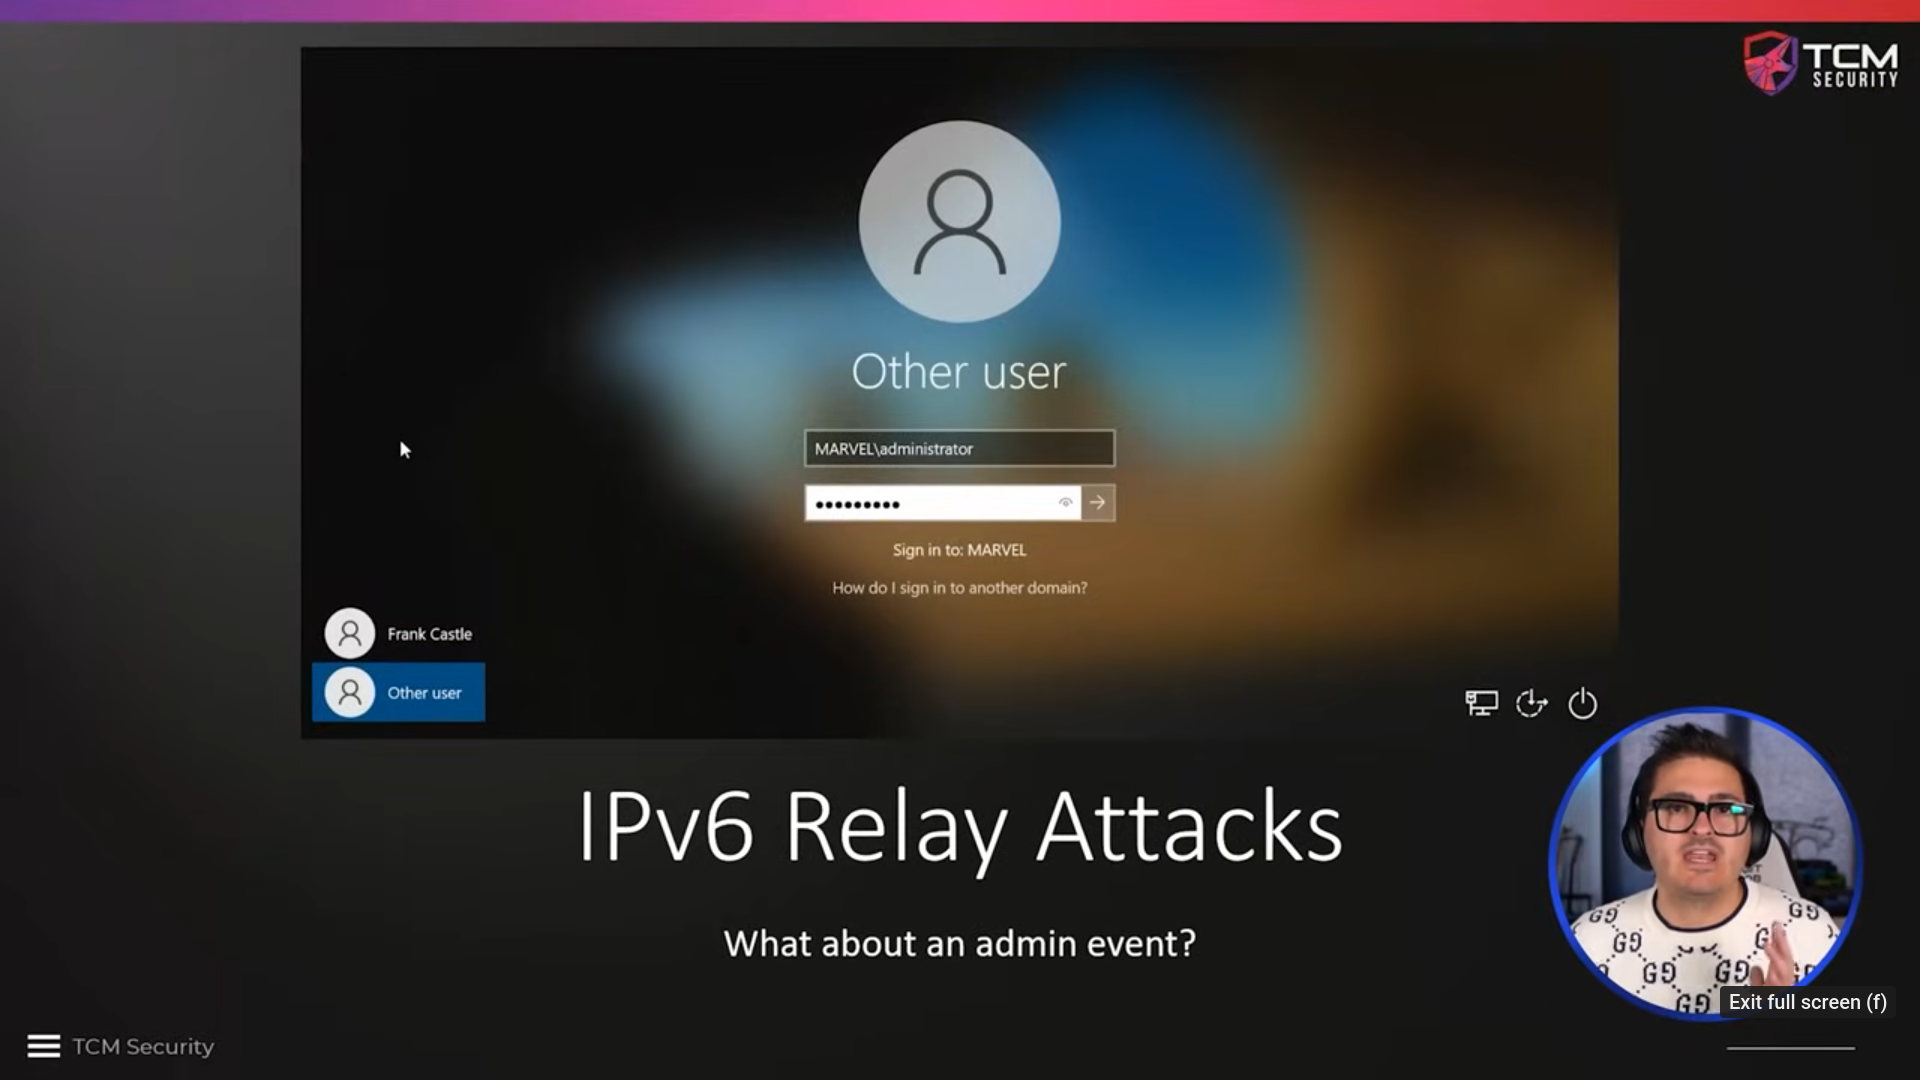 TCM
SECURITY
Other user
MARVEL\administrator
Sign in to: MARVEL
How do I sign in to another domain?
Frank Castle
Other user
IPv6 Relay Attacks
What about an admin event?
Exit full screen (f)
TCM Security